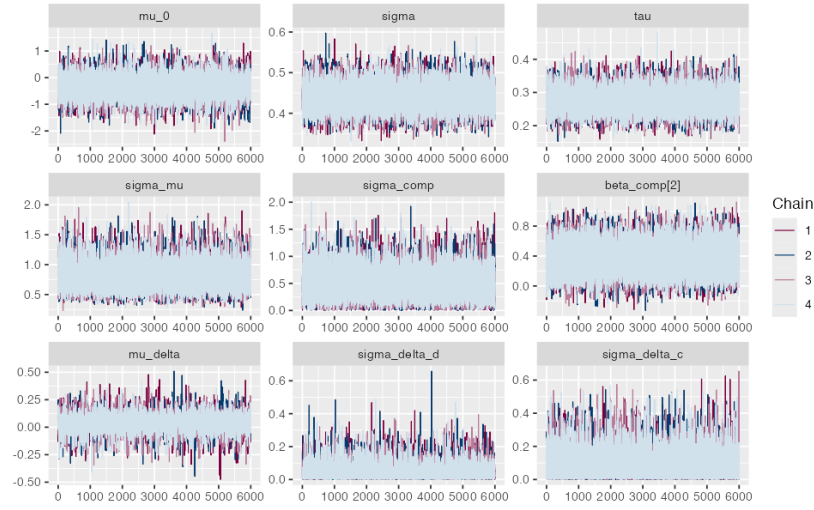 mu_0 sigma tau
1 0 -1 -2
0.6 0.5 0.4
0.4 0.3 0.2
0 1000 2000 3000 4000 5000 6000 0 1000 2000 3000 4000 5000 6000 0 1000 2000 3000 4000 5000 6000
sigma_mu sigma_comp beta_comp[2]
2.0 1.5 1.0 0.5
2.0 1.5 1.0 0.5 0.0
0.8 0.4 0.0
0 1000 2000 3000 4000 5000 6000 0 1000 2000 3000 4000 5000 6000 0 1000 2000 3000 4000 5000 6000
mu_delta sigma_delta_d sigma_delta_c
0.50 0.25 0.00 -0.25 -0.50
0.6 0.4 0.2 0.0
0.6 0.4 0.2 0.0
0 1000 2000 3000 4000 5000 6000 0 1000 2000 3000 4000 5000 6000 0 1000 2000 3000 4000 5000 6000
Chain
1
2
3
4